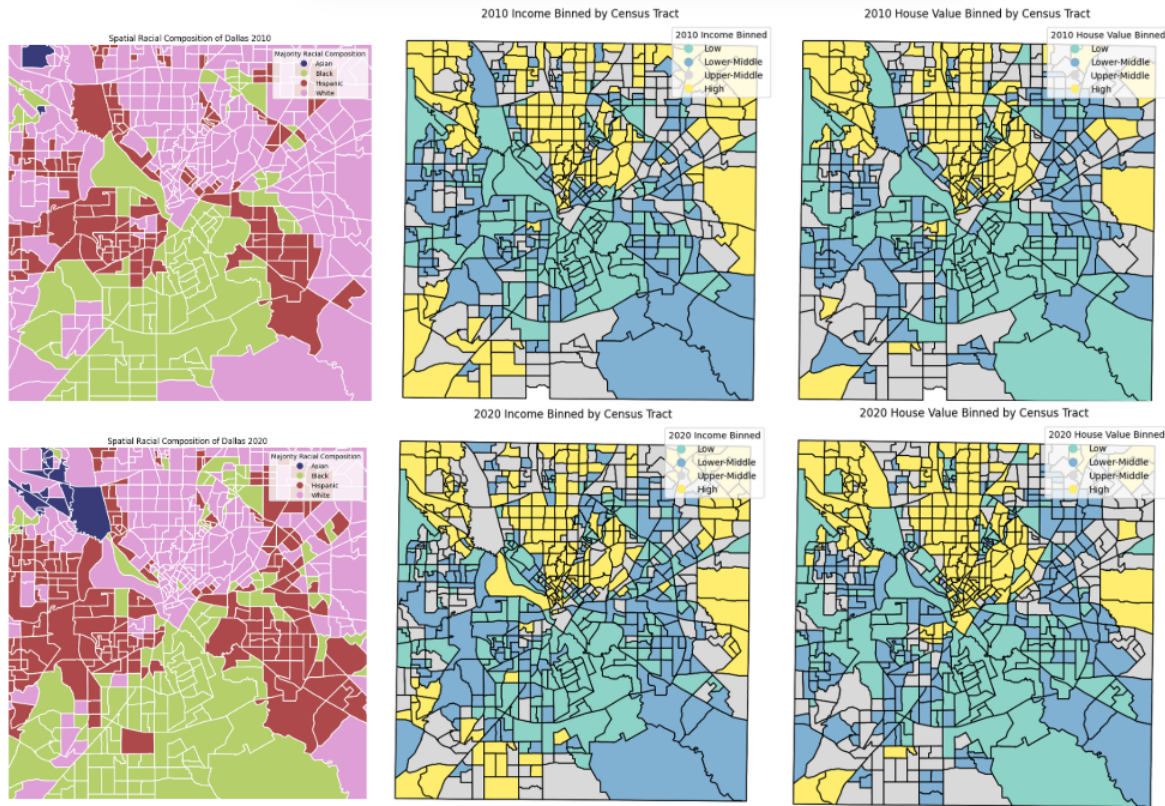 Spatial Racial Composition of Dallas 2010
Majority Racial Composition
Asian
Black
Hispanic
White
2010 Income Binned by Census Tract
2010 Income Binned
Low
Lower-Middle
Upper-Middle
High
2010 House Value Binned by Census Tract
2010 House Value Binned
Low
Lower-Middle
Upper-Middle
High
Spatial Racial Composition of Dallas 2020
Majority Racial Composition
Asian
Black
Hispanic
White
2020 Income Binned by Census Tract
2020 Income Binned
Low
Lower-Middle
Upper-Middle
High
2020 House Value Binned by Census Tract
2020 House Value Binned
Low
Lower-Middle
Upper-Middle
High